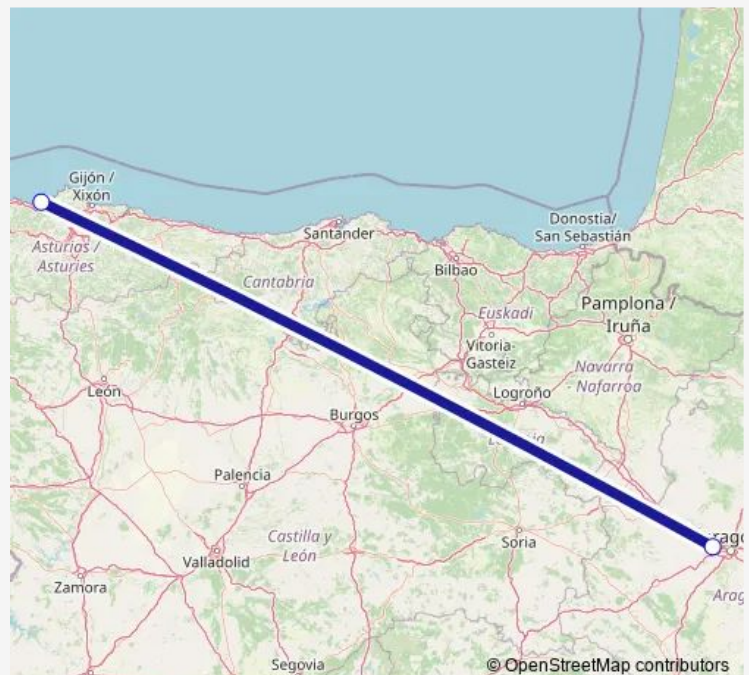 Gijón /
Xixón
Asturias /
Asturies
Santander
Donostia/
San Sebastián
Bilbao
Cantabria
Euskadi
Pamplona /
Iruña
Vitoria-
Gasteiz
Navarra
- Nafarroa
León
Logroño
Burgos
Palencia
Soria
Castilla y
León
Valladolid
Zamora
Segovia
© OpenStreetMap contributors